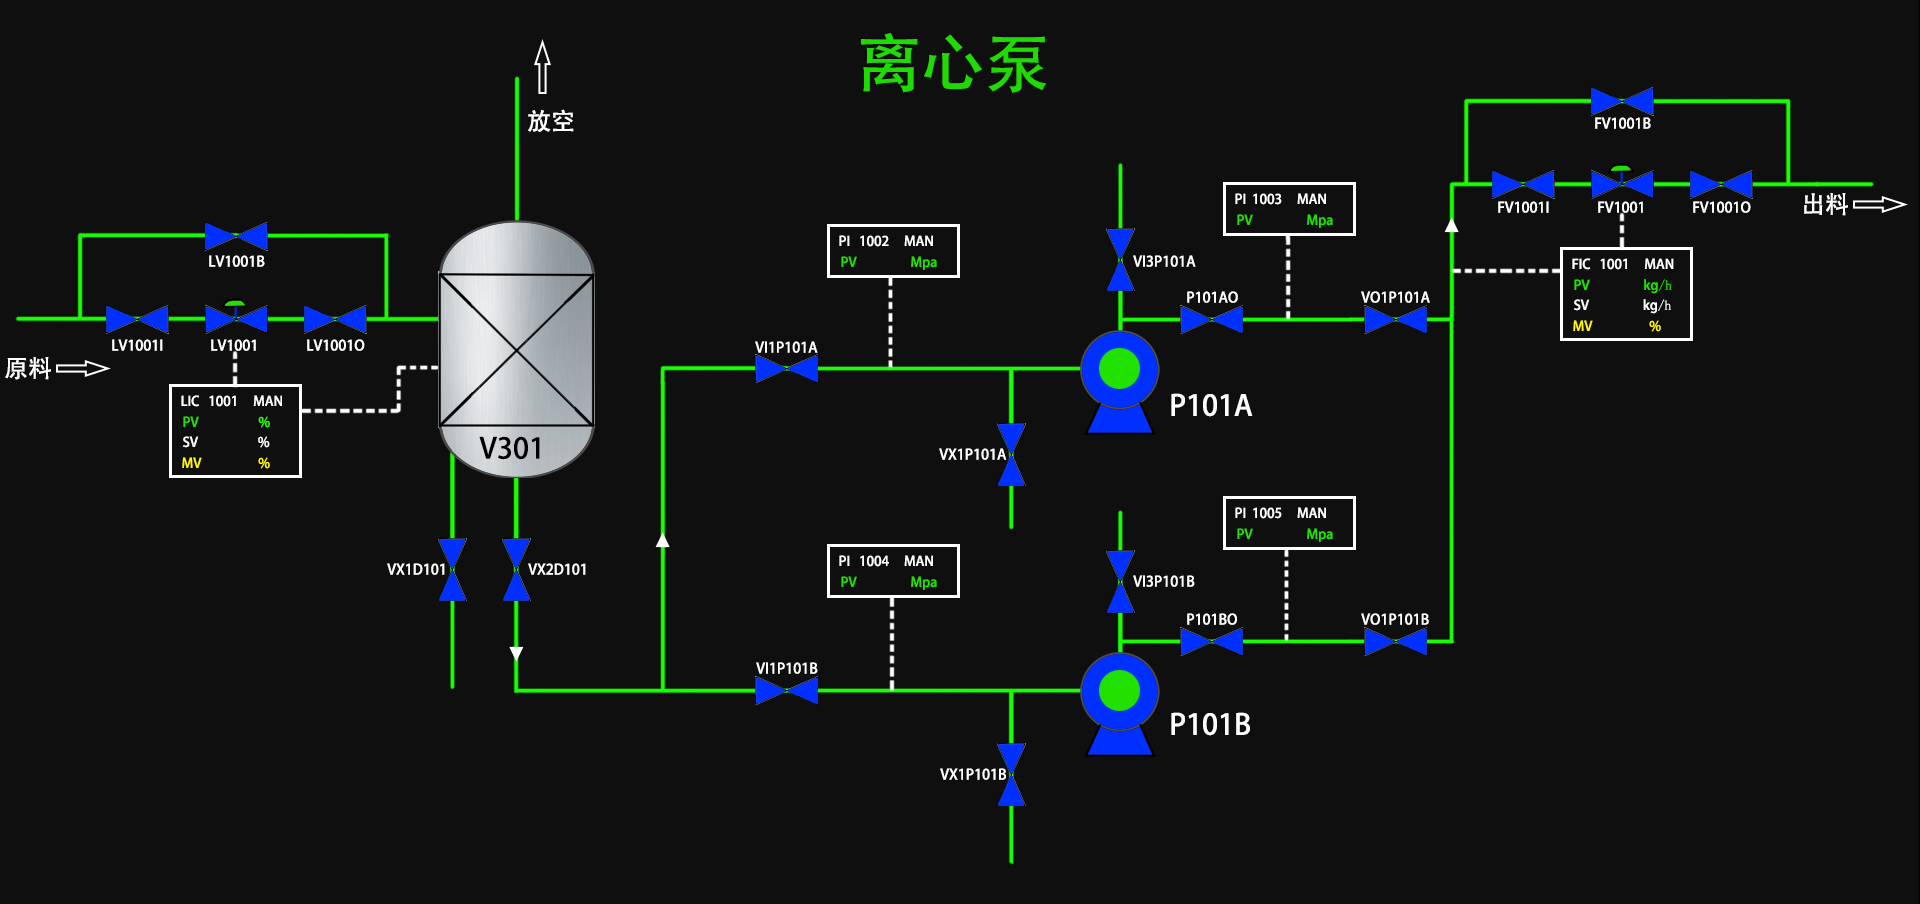 离心泵
放空
FV1001B
PI 1003 MAN
PV Mpa
FV1001I
FV1001
FV1001O
出料
PI 1002 MAN
PV Mpa
LV1001B
VI3P101A
FIC 1001 MAN
PV kg/h
SV kg/h
MV %
P101AO
VO1P101A
LV1001I
LV1001
LV1001O
VI1P101A
原料
LIC 1001 MAN
PV %
SV %
MV %
P101A
V301
VX1P101A
PI 1005 MAN
PV Mpa
PI 1004 MAN
PV Mpa
VX1D101
VX2D101
VI3P101B
P101BO
VO1P101B
VI1P101B
P101B
VX1P101B